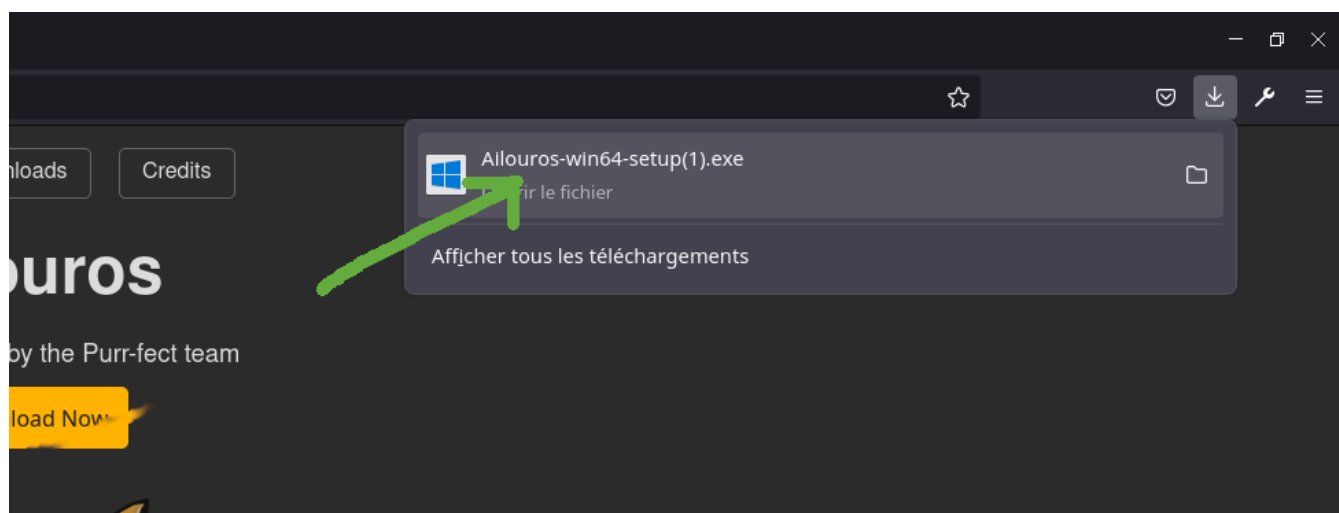 Ailouros-win64-setup(1).exe
le fichier
Afficher tous les téléchargements
nloads
Credits
ouros
by the Purr-fect team
load Now